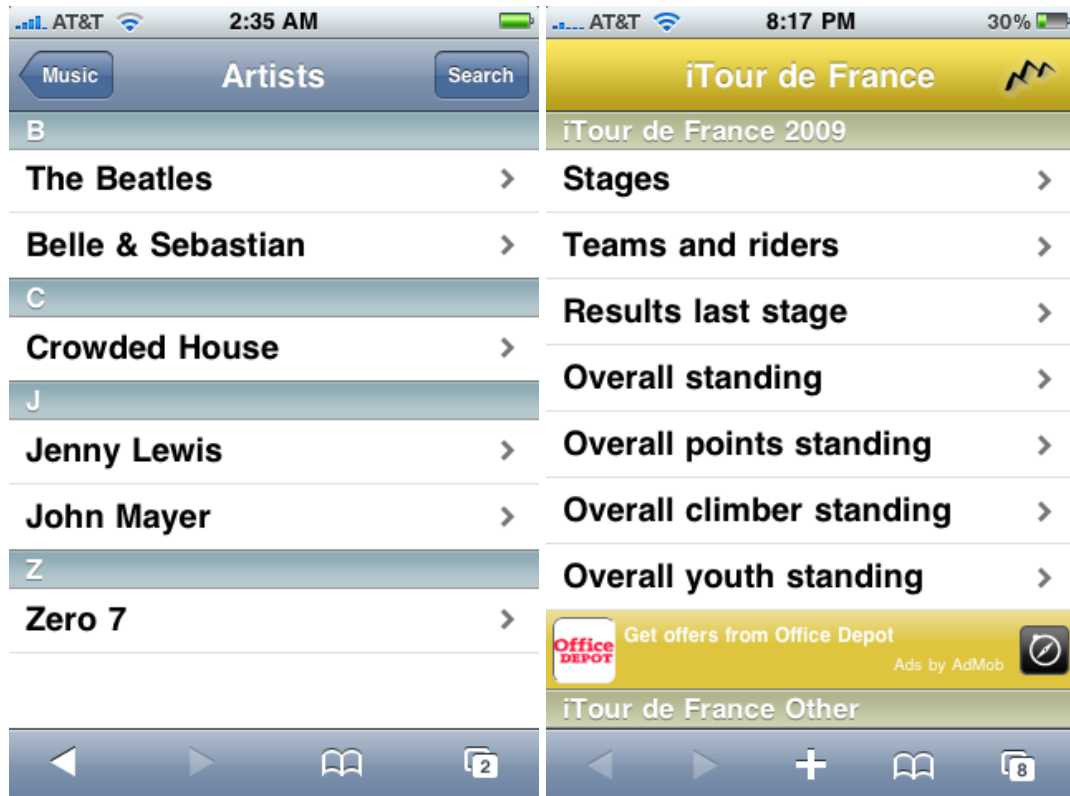 AT&T 2:35 AM
Music Artists Search
B
The Beatles
Belle & Sebastian
C
Crowded House
J
Jenny Lewis
John Mayer
Z
Zero 7
2
AT&T 8:17 PM 30%
iTour de France
iTour de France 2009
Stages
Teams and riders
Results last stage
Overall standing
Overall points standing
Overall climber standing
Overall youth standing
Office
DEPOT
Get offers from Office Depot
Ads by AdMob
iTour de France Other
8